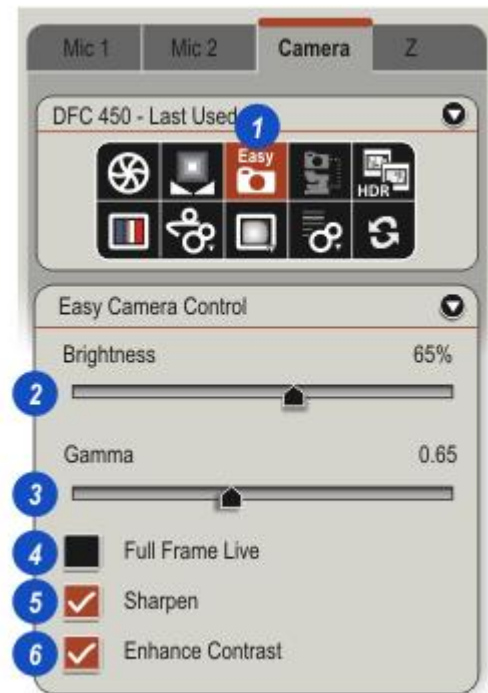 Mic 1 Mic 2 Camera Z
DFC 450 - Last Used
1
Easy
HDR
Easy Camera Control
Brightness 65%
2
Gamma 0.65
3
4 Full Frame Live
5 Sharpen
6 Enhance Contrast